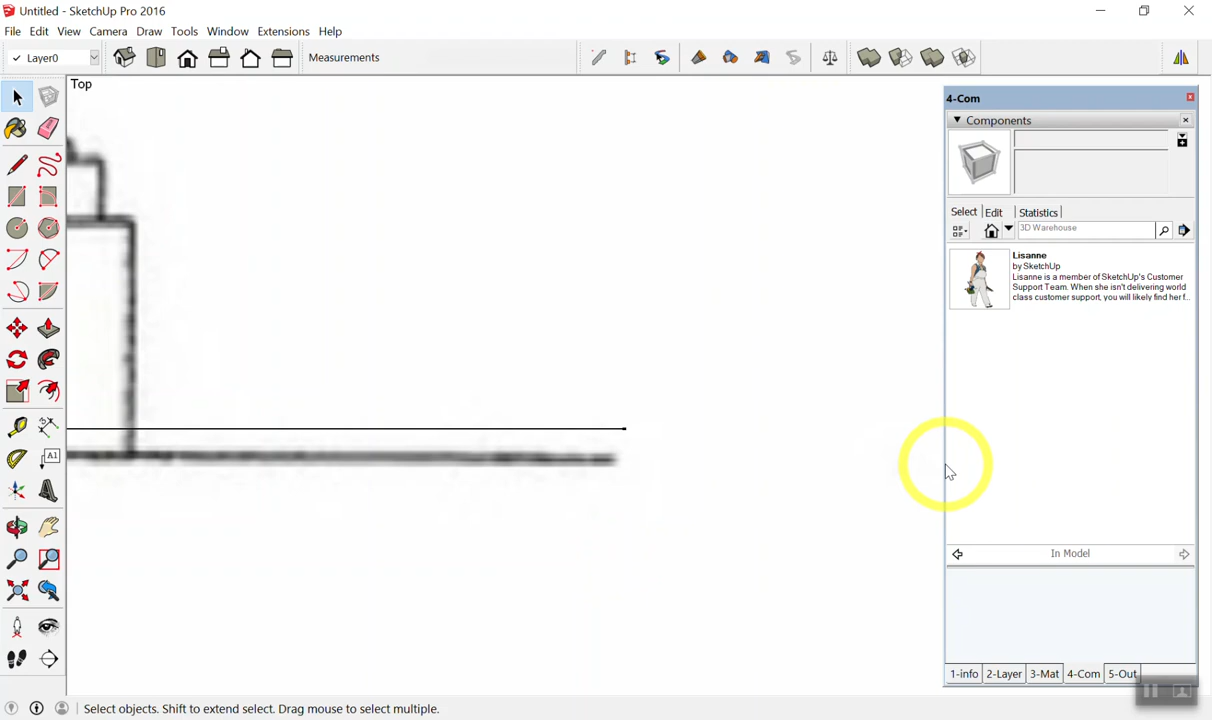 Untitled - SketchUp Pro 2016
File Edit View Camera Draw Tools Window Extensions Help
Layer0
Measurements
Top
4-Com
Components
Select Edit Statistics
3D Warehouse
Lisanne
by SketchUp
Lisanne is a member of SketchUp's Customer
Support Team. When she isn't delivering world
class customer support, you will likely find her f...
A1
In Model
1-info 2-Layer 3-Mat 4-Com 5-Out
Select objects. Shift to extend select. Drag mouse to select multiple.